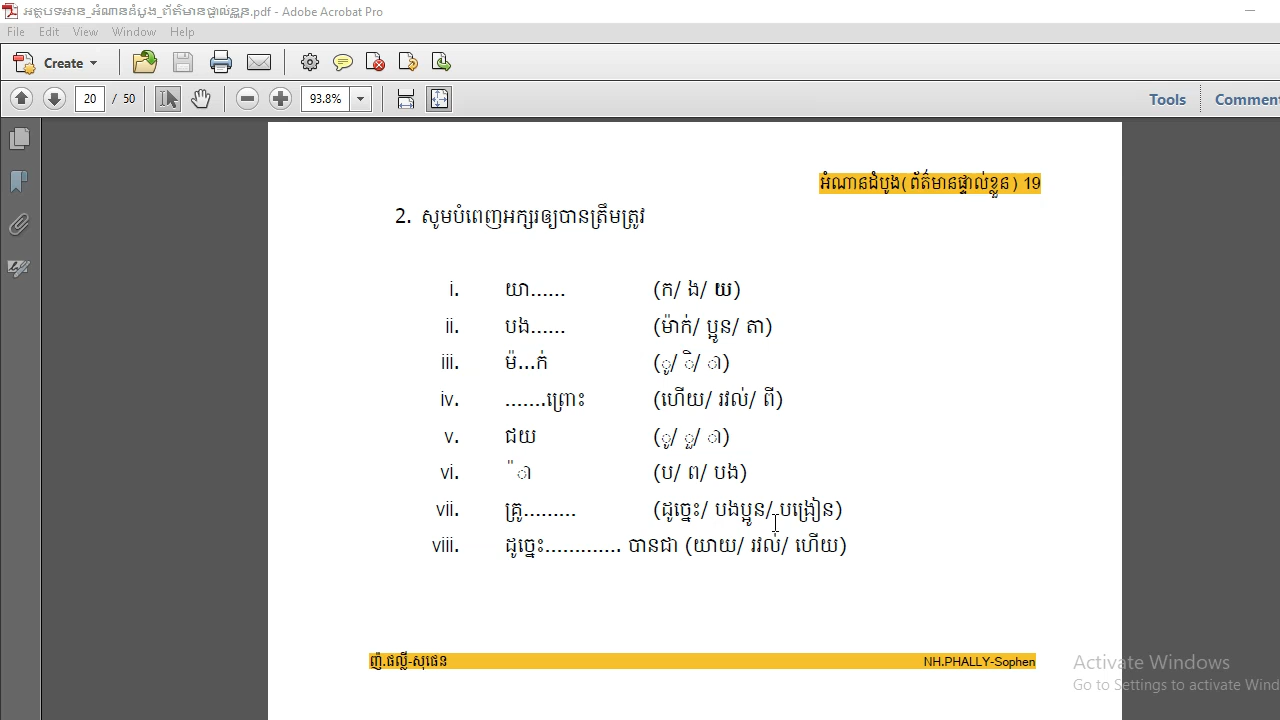 អត្ថបទអាន_អំណានដំបូង_ព័ត៌មានផ្ទាល់ខ្លួន.pdf - Adobe Acrobat Pro
File Edit View Window Help
Create
20 / 50 93.8% Tools Comment
អំណានដំបូង(ព័ត៌មានផ្ទាល់ខ្លួន) 19
2. សូមបំពេញអក្សរឲ្យបានត្រឹមត្រូវ
i. យា...... (ក/ ង/ យ)
ii. បង...... (ម៉ាក់/ ប្អូន/ តា)
iii. ម៉...ក់ (ូ/ ិ/ ា)
iv. .......ព្រោះ (ហើយ/ រវល់/ ពី)
v. ជយ (ូ/ ួ/ ា)
vi. ៉ា (ប/ ព/ បង់)
vii. គ្រូ......... (ដូច្នេះ/ បងប្អូន/ បង្រៀន)
viii. ដូច្នេះ............. បានជា (យាយ/ រវល់/ ហើយ)
ញ៉.ផល្លី-សុផេន NH.PHALLY-Sophen
Activate Windows
Go to Settings to activate Wind